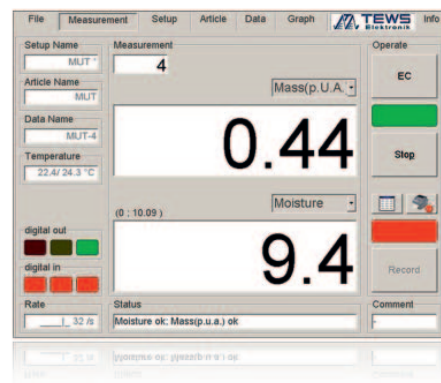 File Measurement Setup Article Data Graph TEWS Elektronik Info
Setup Name
MUT *
Article Name
MUT
Data Name
MUT-4
Temperature
22.4/ 24.3 °C
digital out
digital in
Rate
____|_ 32 /s
Measurement
4
Mass(p.U.A.
0.44
(0 ; 10.09 )
Moisture
9.4
Status
Moisture ok: Mass(p.u.a.) ok
Operate
EC
Stop
Record
Comment
-